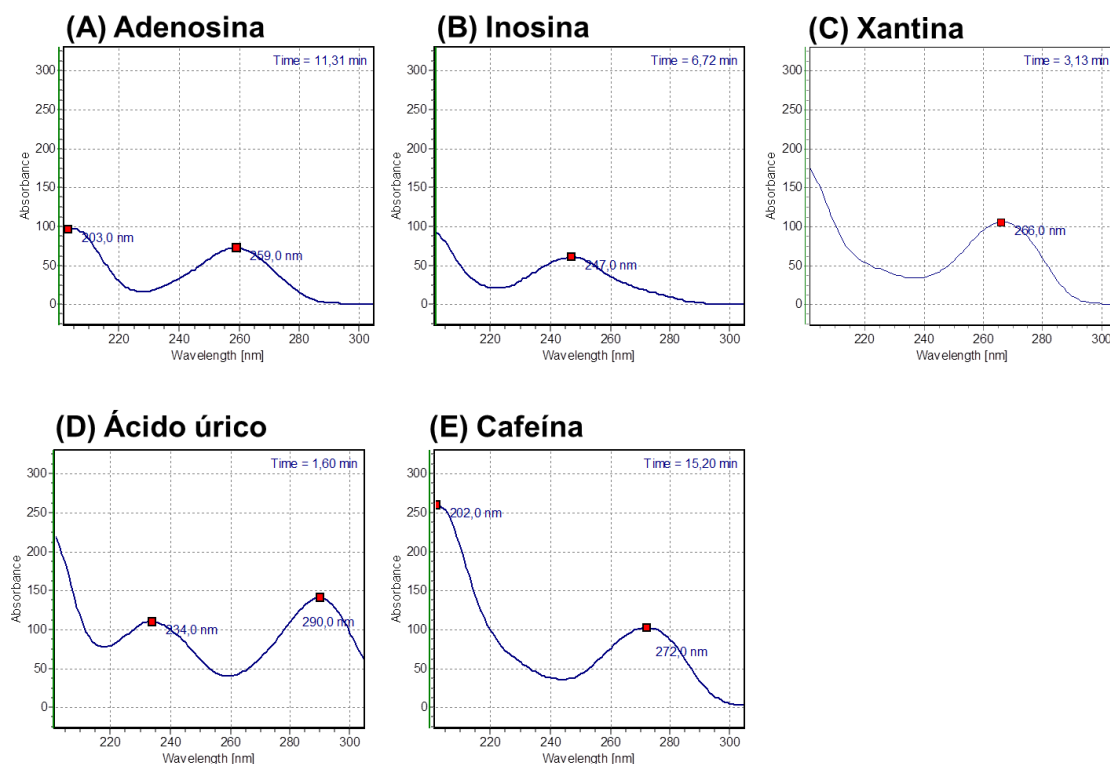 (A) Adenosina
Time = 11,31 min
300
250
200
150
100
50
0
Absorbance
203,0 nm
259,0 nm
220
240
260
280
300
Wavelength [nm]
(B) Inosina
Time = 6,72 min
300
250
200
150
100
50
0
Absorbance
247,0 nm
220
240
260
280
300
Wavelength [nm]
(C) Xantina
Time = 3,13 min
300
250
200
150
100
50
0
Absorbance
266,0 nm
220
240
260
280
300
Wavelength [nm]
(D) Ácido úrico
Time = 1,60 min
300
250
200
150
100
50
0
Absorbance
234,0 nm
290,0 nm
220
240
260
280
300
Wavelength [nm]
(E) Cafeína
Time = 15,20 min
300
250
200
150
100
50
0
Absorbance
202,0 nm
272,0 nm
220
240
260
280
300
Wavelength [nm]